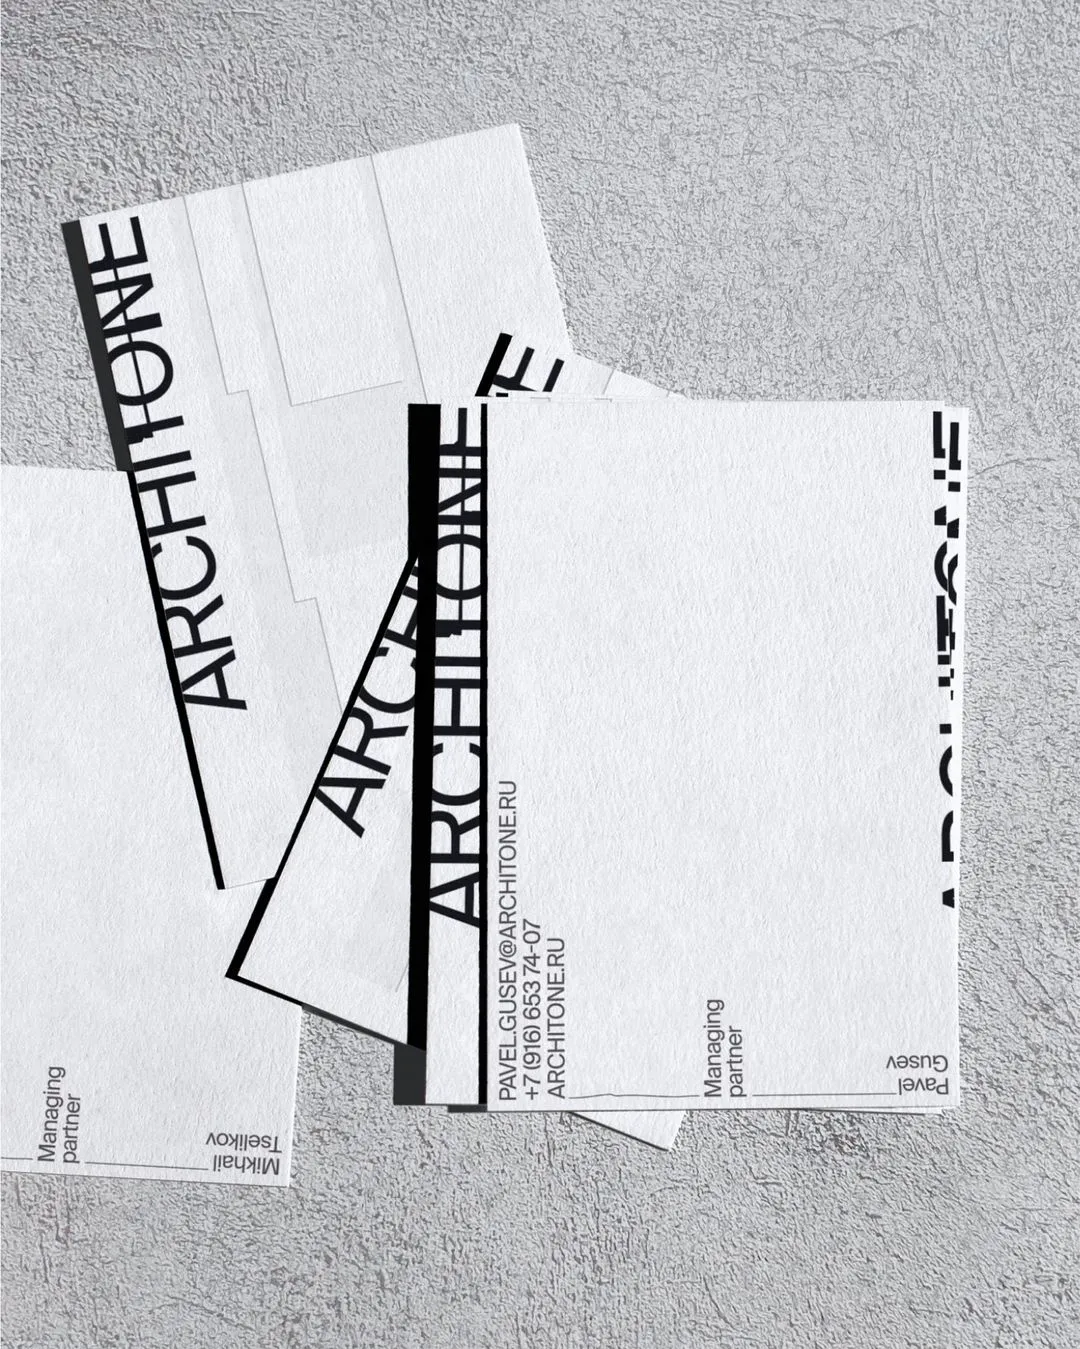 ARCHITONE
ARCHI
E
ARCHITONE
PAVEL.GUSEV@ARCHITONE.RU
+7 (916) 653 74-07
ARCHITONE.RU
Managing
partner
Pavel
Gusev
ARCHITONE
Managing
partner
Mikhail
Tselikov